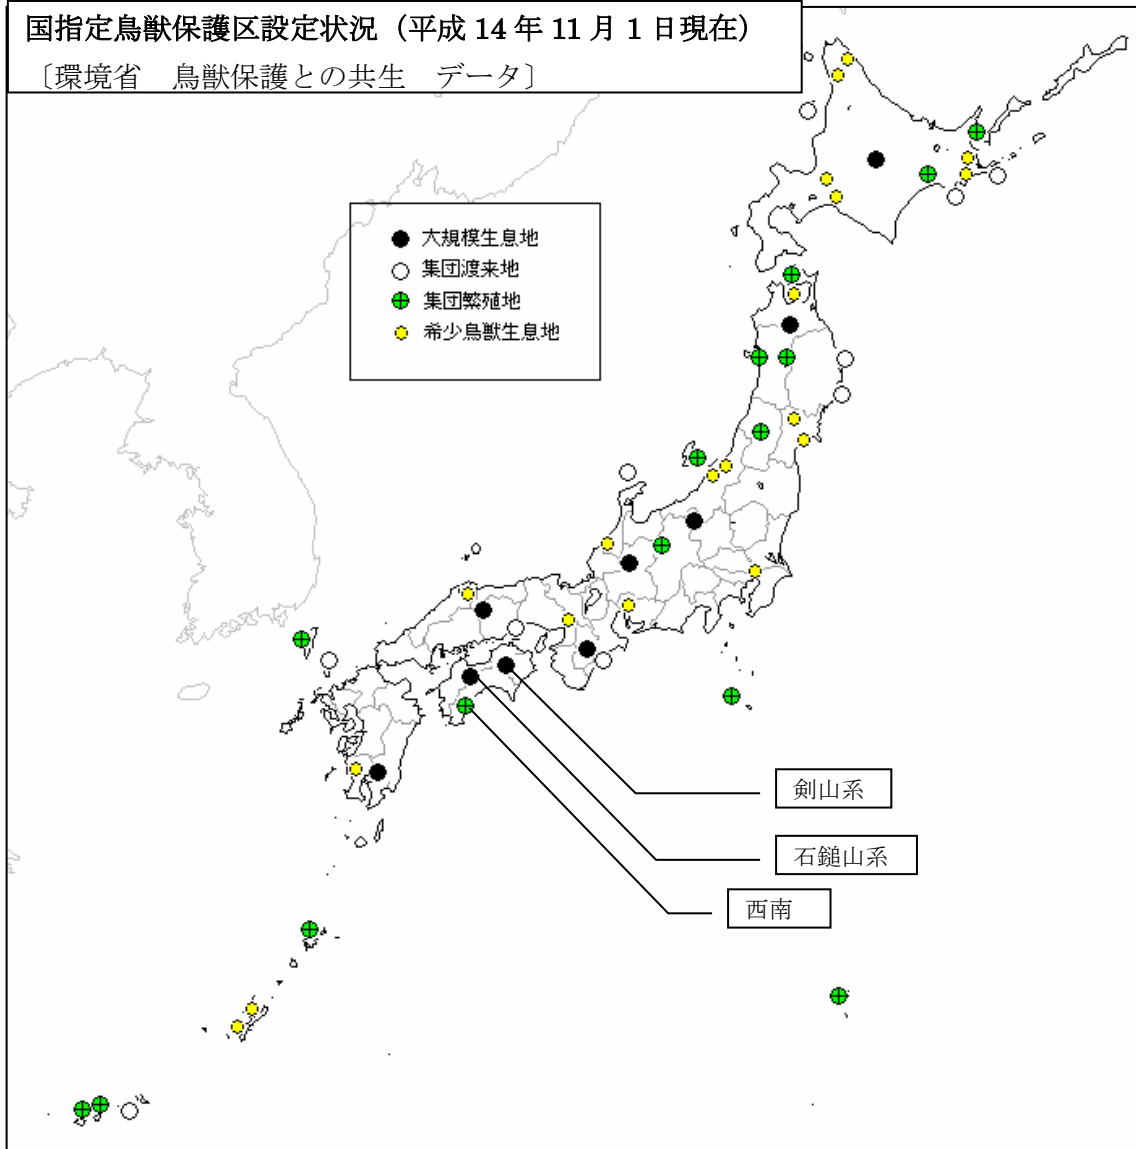 国指定鳥獣保護区設定状況（平成 14 年 11 月 1 日現在）
〔環境省　鳥獣保護との共生　データ〕
大規模生息地
集団渡来地
集団繁殖地
希少鳥獣生息地
剣山系
石鎚山系
西南